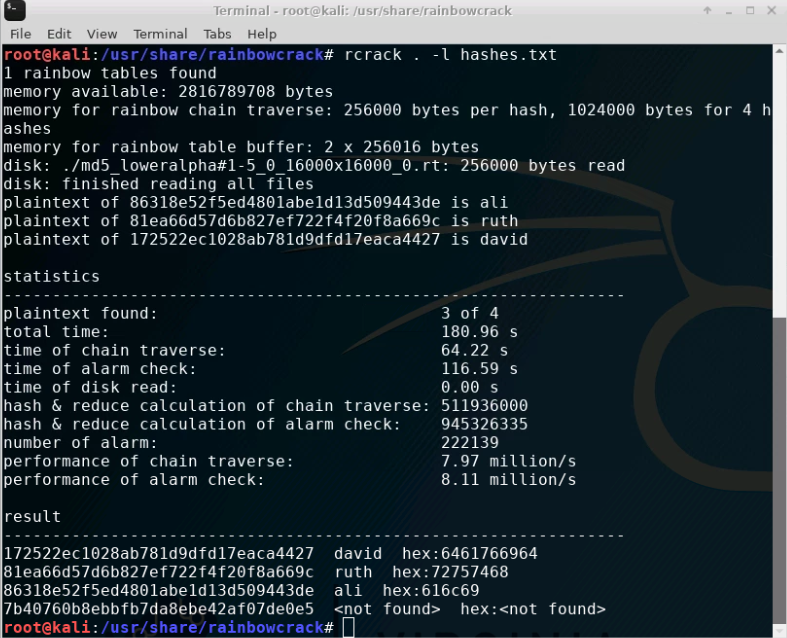 Terminal - root@kali: /usr/share/rainbowcrack
File Edit View Terminal Tabs Help
root@kali:/usr/share/rainbowcrack# rcrack . -l hashes.txt
1 rainbow tables found
memory available: 2816789708 bytes
memory for rainbow chain traverse: 256000 bytes per hash, 1024000 bytes for 4 h
ashes
memory for rainbow table buffer: 2 x 256016 bytes
disk: ./md5_loweralpha#1-5_0_16000x16000_0.rt: 256000 bytes read
disk: finished reading all files
plaintext of 86318e52f5ed4801abe1d13d509443de is ali
plaintext of 81ea66d57d6b827ef722f4f20f8a669c is ruth
plaintext of 172522ec1028ab781d9dfd17eaca4427 is david

statistics
----------------------------------------------------------------
plaintext found: 3 of 4
total time: 180.96 s
time of chain traverse: 64.22 s
time of alarm check: 116.59 s
time of disk read: 0.00 s
hash & reduce calculation of chain traverse: 511936000
hash & reduce calculation of alarm check: 945326335
number of alarm: 222139
performance of chain traverse: 7.97 million/s
performance of alarm check: 8.11 million/s

result
----------------------------------------------------------------
172522ec1028ab781d9dfd17eaca4427 david hex:6461766964
81ea66d57d6b827ef722f4f20f8a669c ruth hex:72757468
86318e52f5ed4801abe1d13d509443de ali hex:616c69
7b40760b8ebbfb7da8ebe42af07de0e5 <not found> hex:<not found>
root@kali:/usr/share/rainbowcrack#